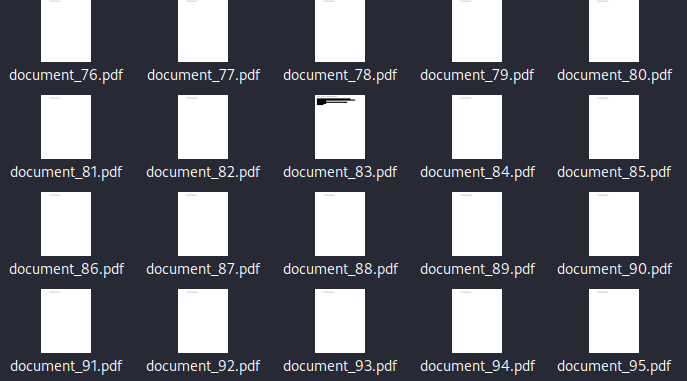 document_76.pdf document_77.pdf document_78.pdf document_79.pdf document_80.pdf
document_81.pdf document_82.pdf document_83.pdf document_84.pdf document_85.pdf
document_86.pdf document_87.pdf document_88.pdf document_89.pdf document_90.pdf
document_91.pdf document_92.pdf document_93.pdf document_94.pdf document_95.pdf